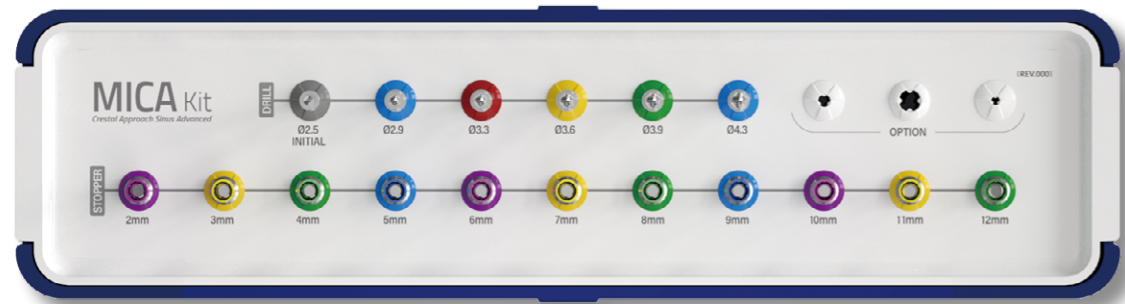 MICA Kit
Crestal Approach Sinus Advanced
DRILL
Ø2.5 Ø2.9 Ø3.3 Ø3.6 Ø3.9 Ø4.3
INITIAL
OPTION
(REV.000)
STOPPER
2mm 3mm 4mm 5mm 6mm 7mm 8mm 9mm 10mm 11mm 12mm